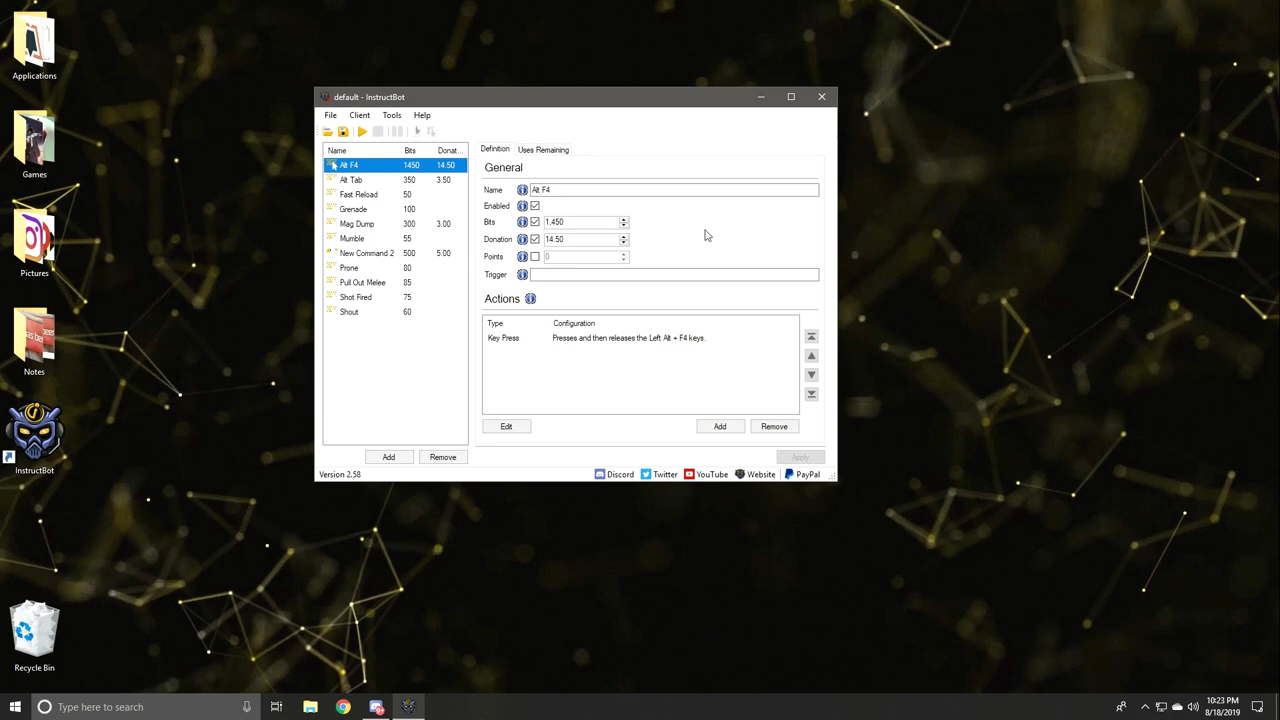 Applications
Games
Pictures
Notes
InstructBot
Recycle Bin
default - InstructBot
File Client Tools Help
Name Bits Donat...
Alt F4 1450 14.50
Alt Tab 350 3.50
Fast Reload 50
Grenade 100
Mag Dump 300 3.00
Mumble 55
New Command 2 500 5.00
Prone 80
Pull Out Melee 85
Shot Fired 75
Shout 60
Add Remove
Definition Uses Remaining
General
Name Alt F4
Enabled
Bits 1,450
Donation 14.50
Points 0
Trigger
Actions
Type Configuration
Key Press Presses and then releases the Left Alt + F4 keys.
Edit Add Remove
Apply
Version 2.58 Discord Twitter YouTube Website PayPal
Type here to search
10:23 PM
8/18/2019